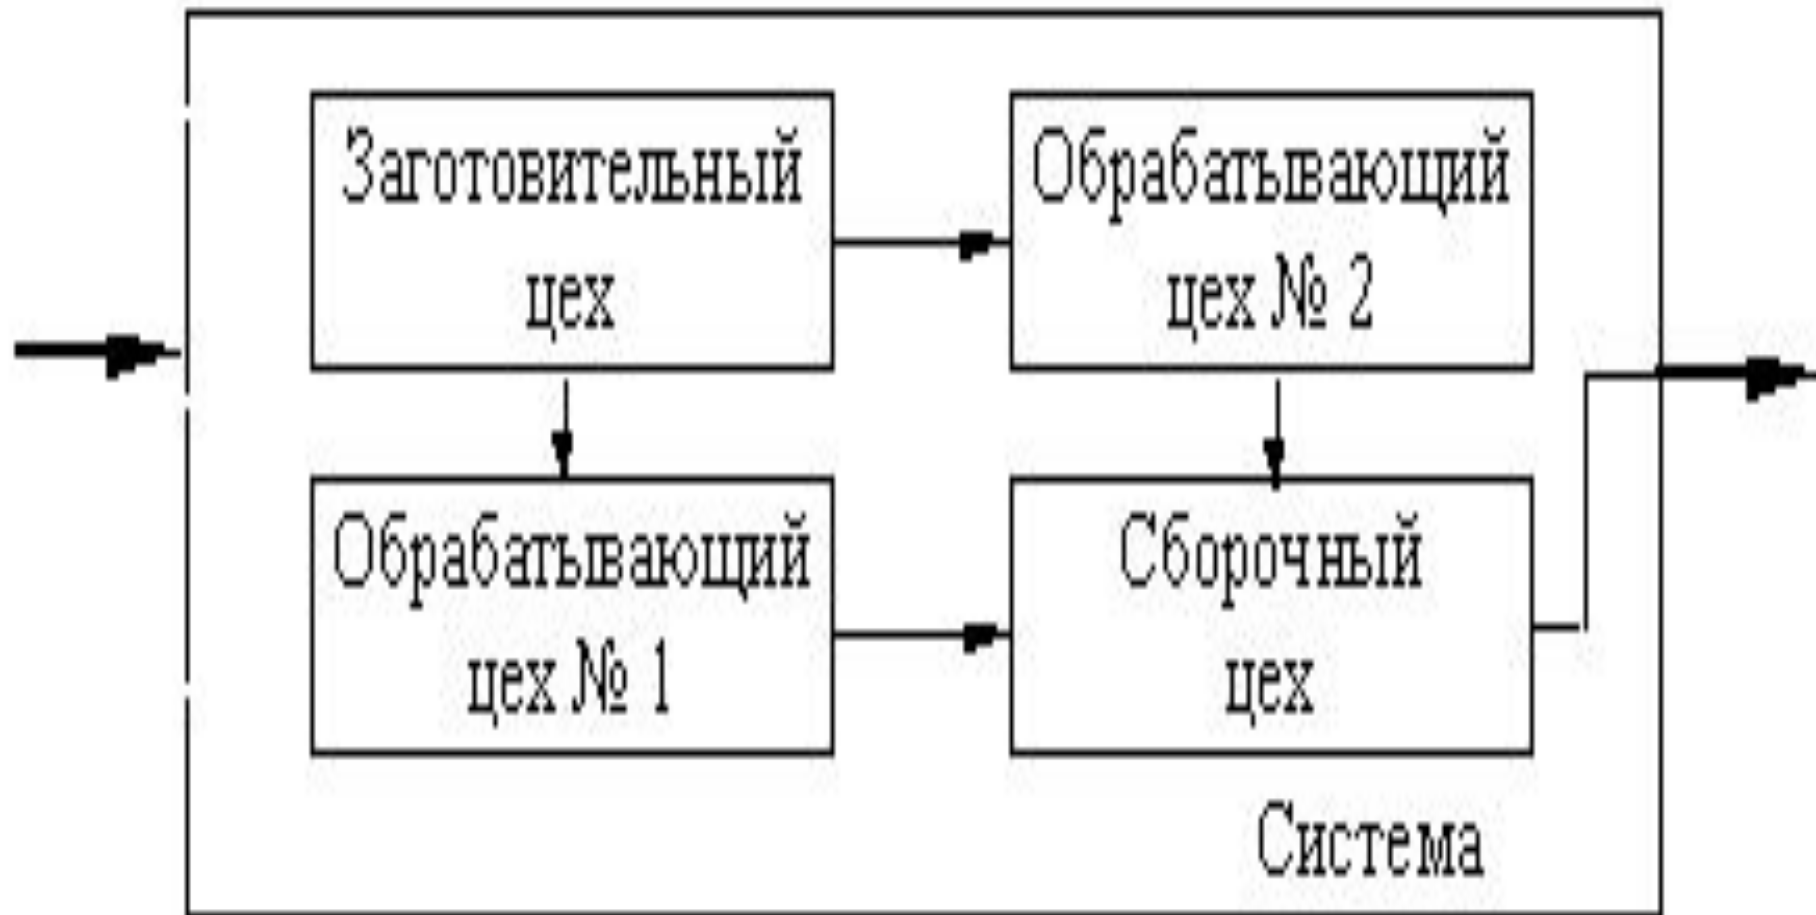 Заготовительный
цех
Обрабатывающий
цех № 2
Обрабатывающий
цех № 1
Сборочный
цех
Система